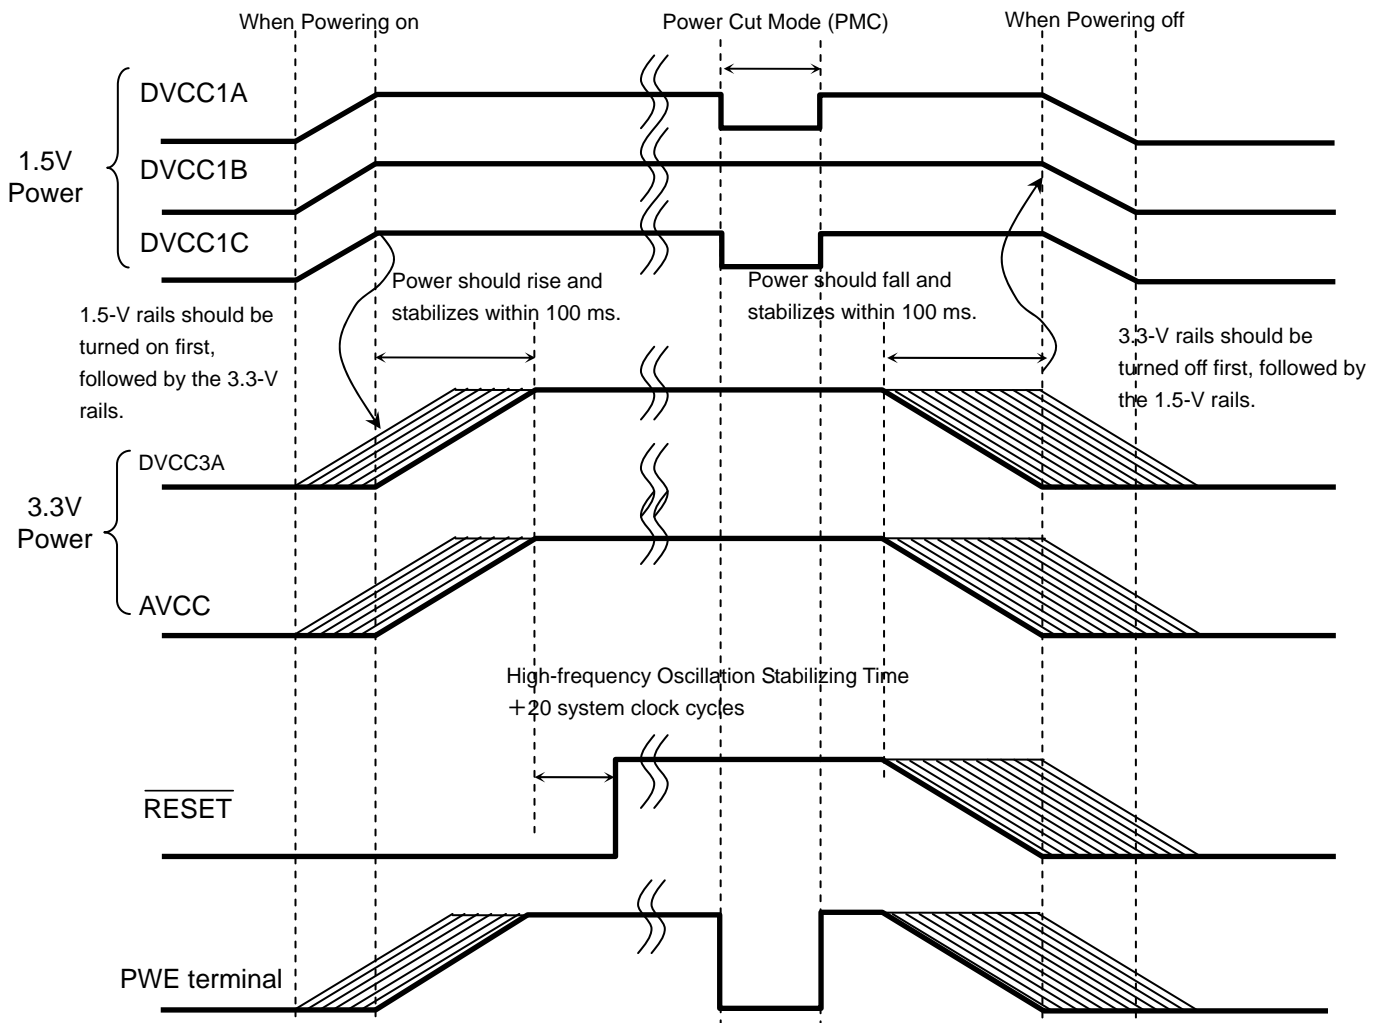 When Powering on
Power Cut Mode (PMC)
When Powering off
DVCC1A
1.5V
Power
DVCC1B
DVCC1C
Power should rise and
stabilizes within 100 ms.
Power should fall and
stabilizes within 100 ms.
1.5-V rails should be
turned on first,
followed by the 3.3-V
rails.
3.3-V rails should be
turned off first, followed by
the 1.5-V rails.
DVCC3A
3.3V
Power
AVCC
High-frequency Oscillation Stabilizing Time
+20 system clock cycles
RESET
PWE terminal